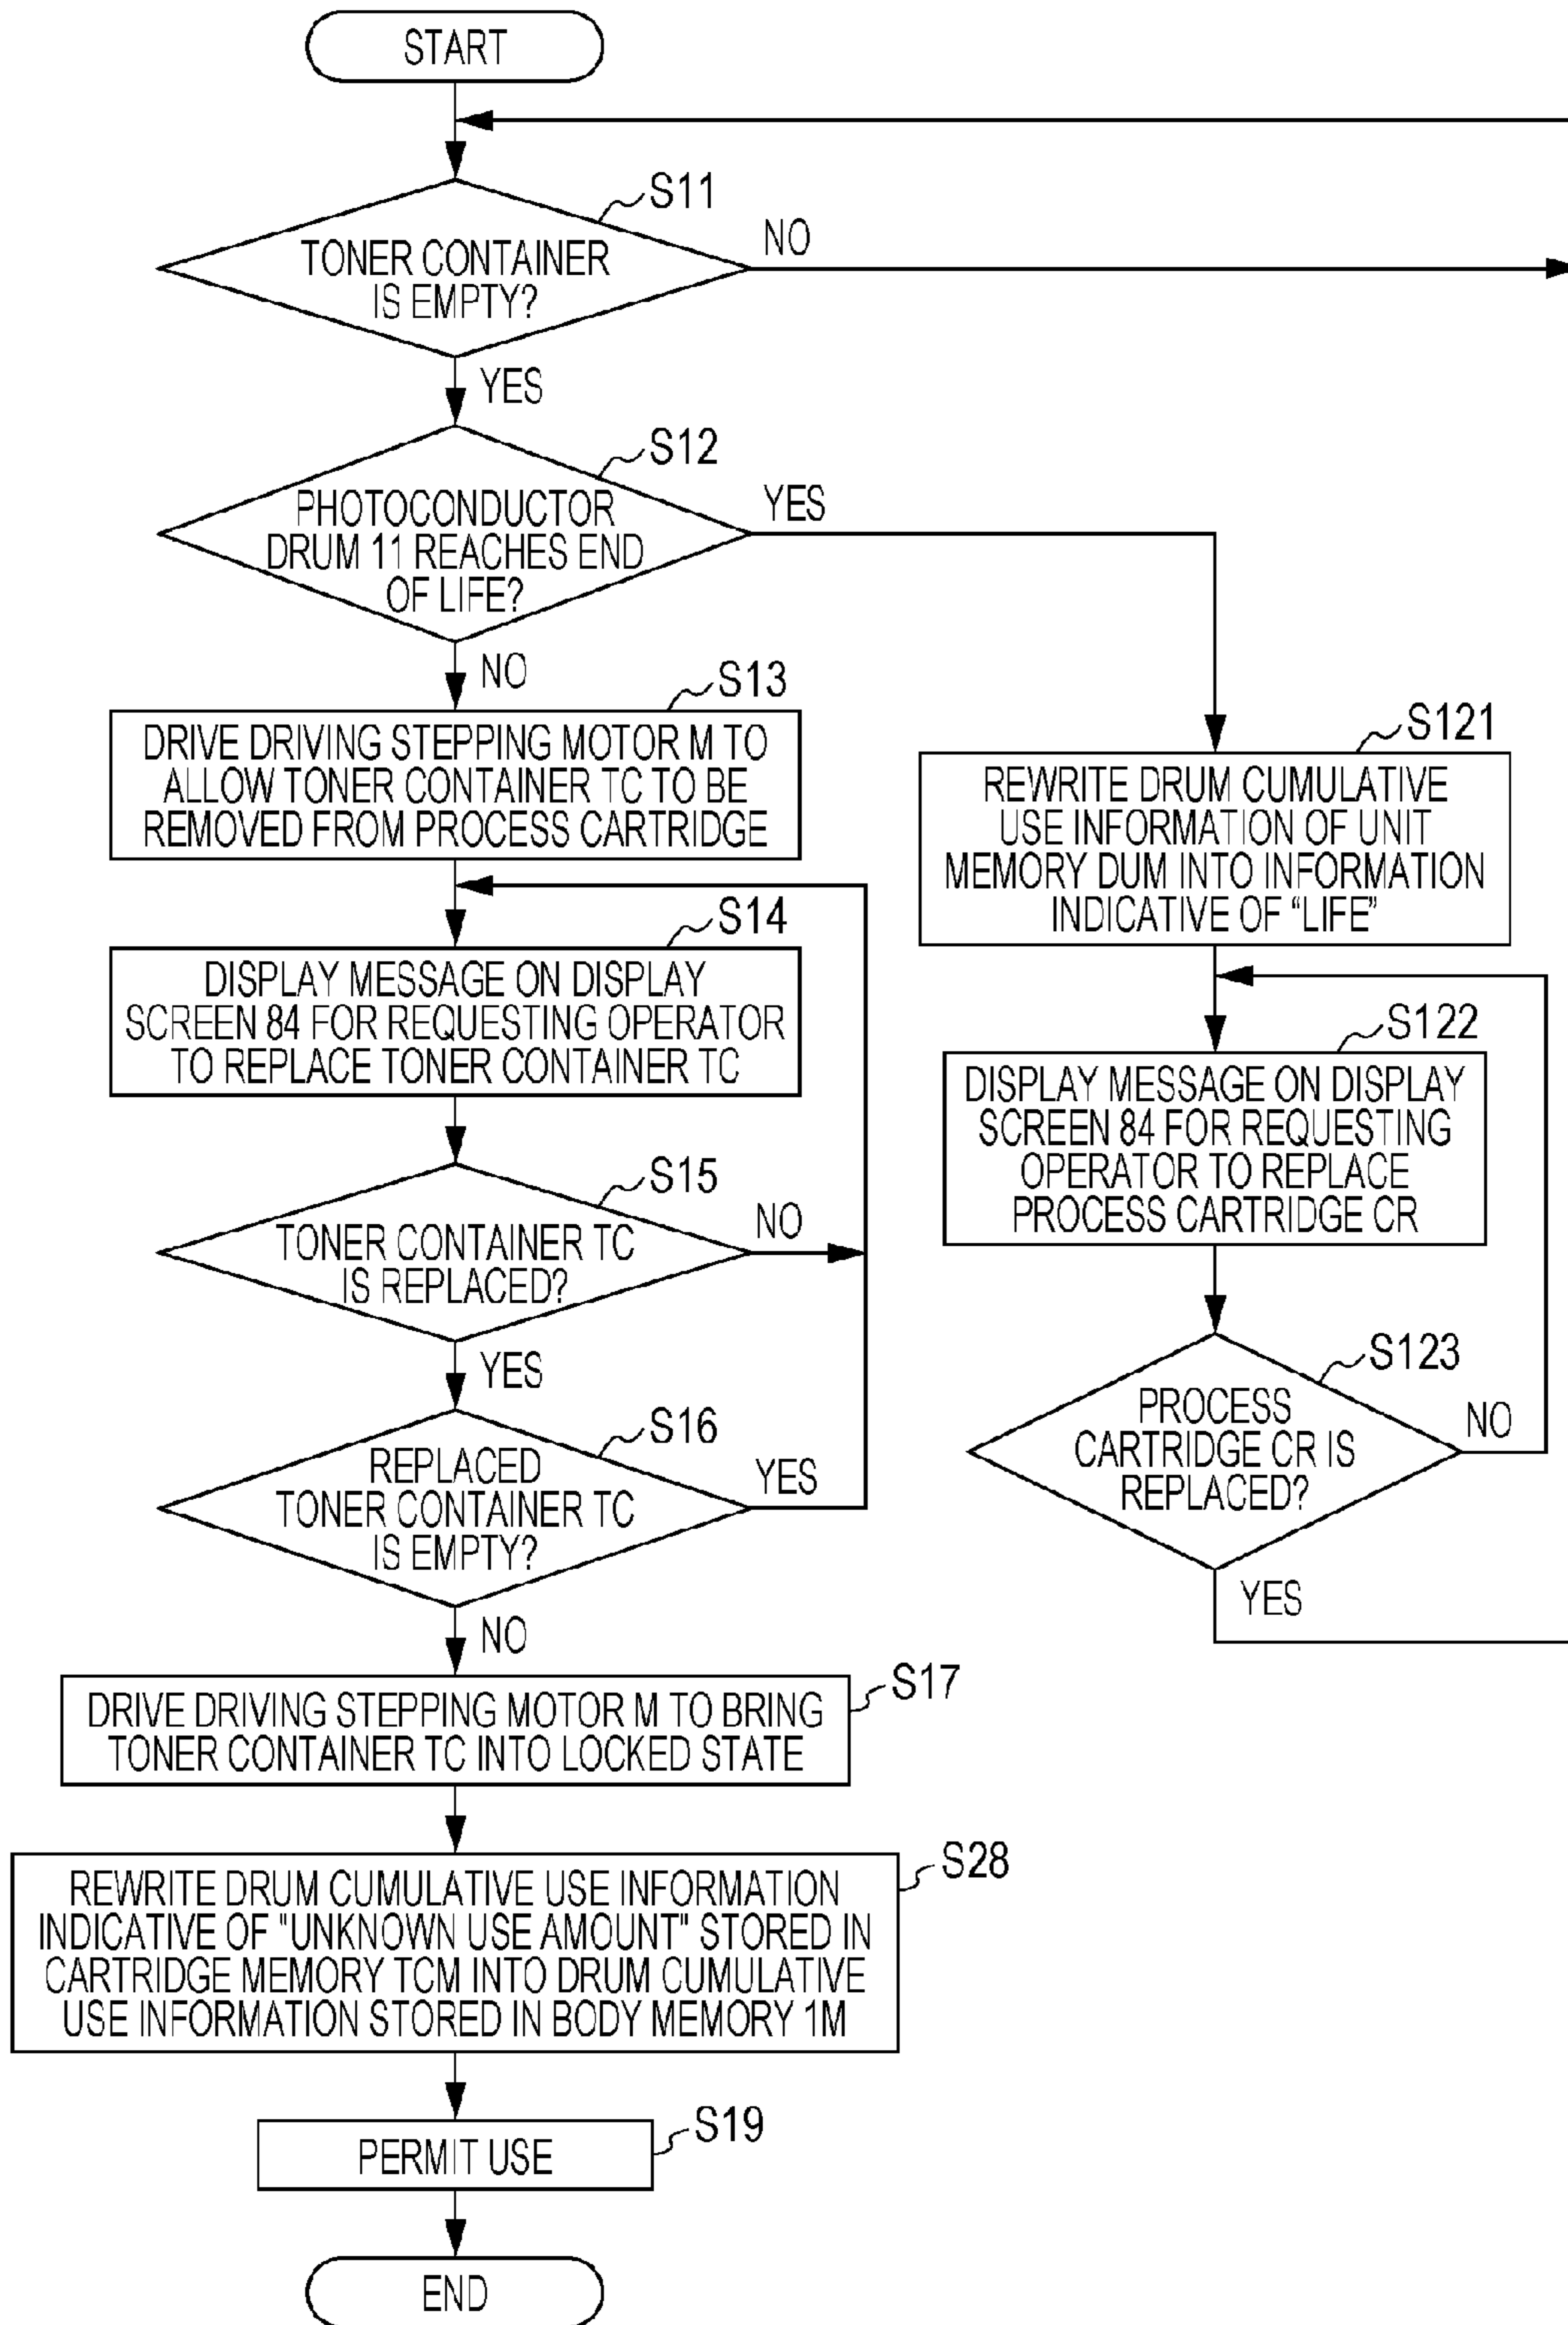 START
S11
TONER CONTAINER
IS EMPTY?
NO
YES
S12
PHOTOCONDUCTOR
DRUM 11 REACHES END
OF LIFE?
YES
NO
S13
DRIVE DRIVING STEPPING MOTOR M TO
ALLOW TONER CONTAINER TC TO BE
REMOVED FROM PROCESS CARTRIDGE
S14
DISPLAY MESSAGE ON DISPLAY
SCREEN 84 FOR REQUESTING OPERATOR
TO REPLACE TONER CONTAINER TC
S15
TONER CONTAINER TC
IS REPLACED?
NO
YES
S16
REPLACED
TONER CONTAINER TC
IS EMPTY?
YES
NO
S17
DRIVE DRIVING STEPPING MOTOR M TO BRING
TONER CONTAINER TC INTO LOCKED STATE
S28
REWRITE DRUM CUMULATIVE USE INFORMATION
INDICATIVE OF "UNKNOWN USE AMOUNT" STORED IN
CARTRIDGE MEMORY TCM INTO DRUM CUMULATIVE
USE INFORMATION STORED IN BODY MEMORY 1M
S19
PERMIT USE
END
S121
REWRITE DRUM CUMULATIVE
USE INFORMATION OF UNIT
MEMORY DUM INTO INFORMATION
INDICATIVE OF “LIFE”
S122
DISPLAY MESSAGE ON DISPLAY
SCREEN 84 FOR REQUESTING
OPERATOR TO REPLACE
PROCESS CARTRIDGE CR
S123
PROCESS
CARTRIDGE CR IS
REPLACED?
NO
YES